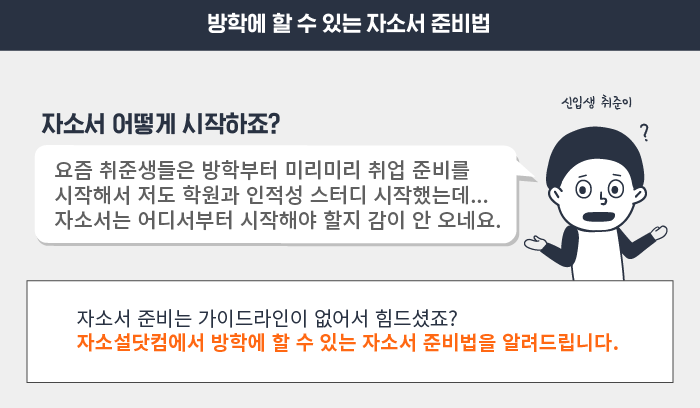 방학에 할 수 있는 자소서 준비법
신입생 취준이
자소서 어떻게 시작하죠?
?
요즘 취준생들은 방학부터 미리미리 취업 준비를
시작해서 저도 학원과 인적성 스터디 시작했는데...
자소서는 어디서부터 시작해야 할지 감이 안 오네요.
자소서 준비는 가이드라인이 없어서 힘드셨죠?
자소설닷컴에서 방학에 할 수 있는 자소서 준비법을 알려드립니다.